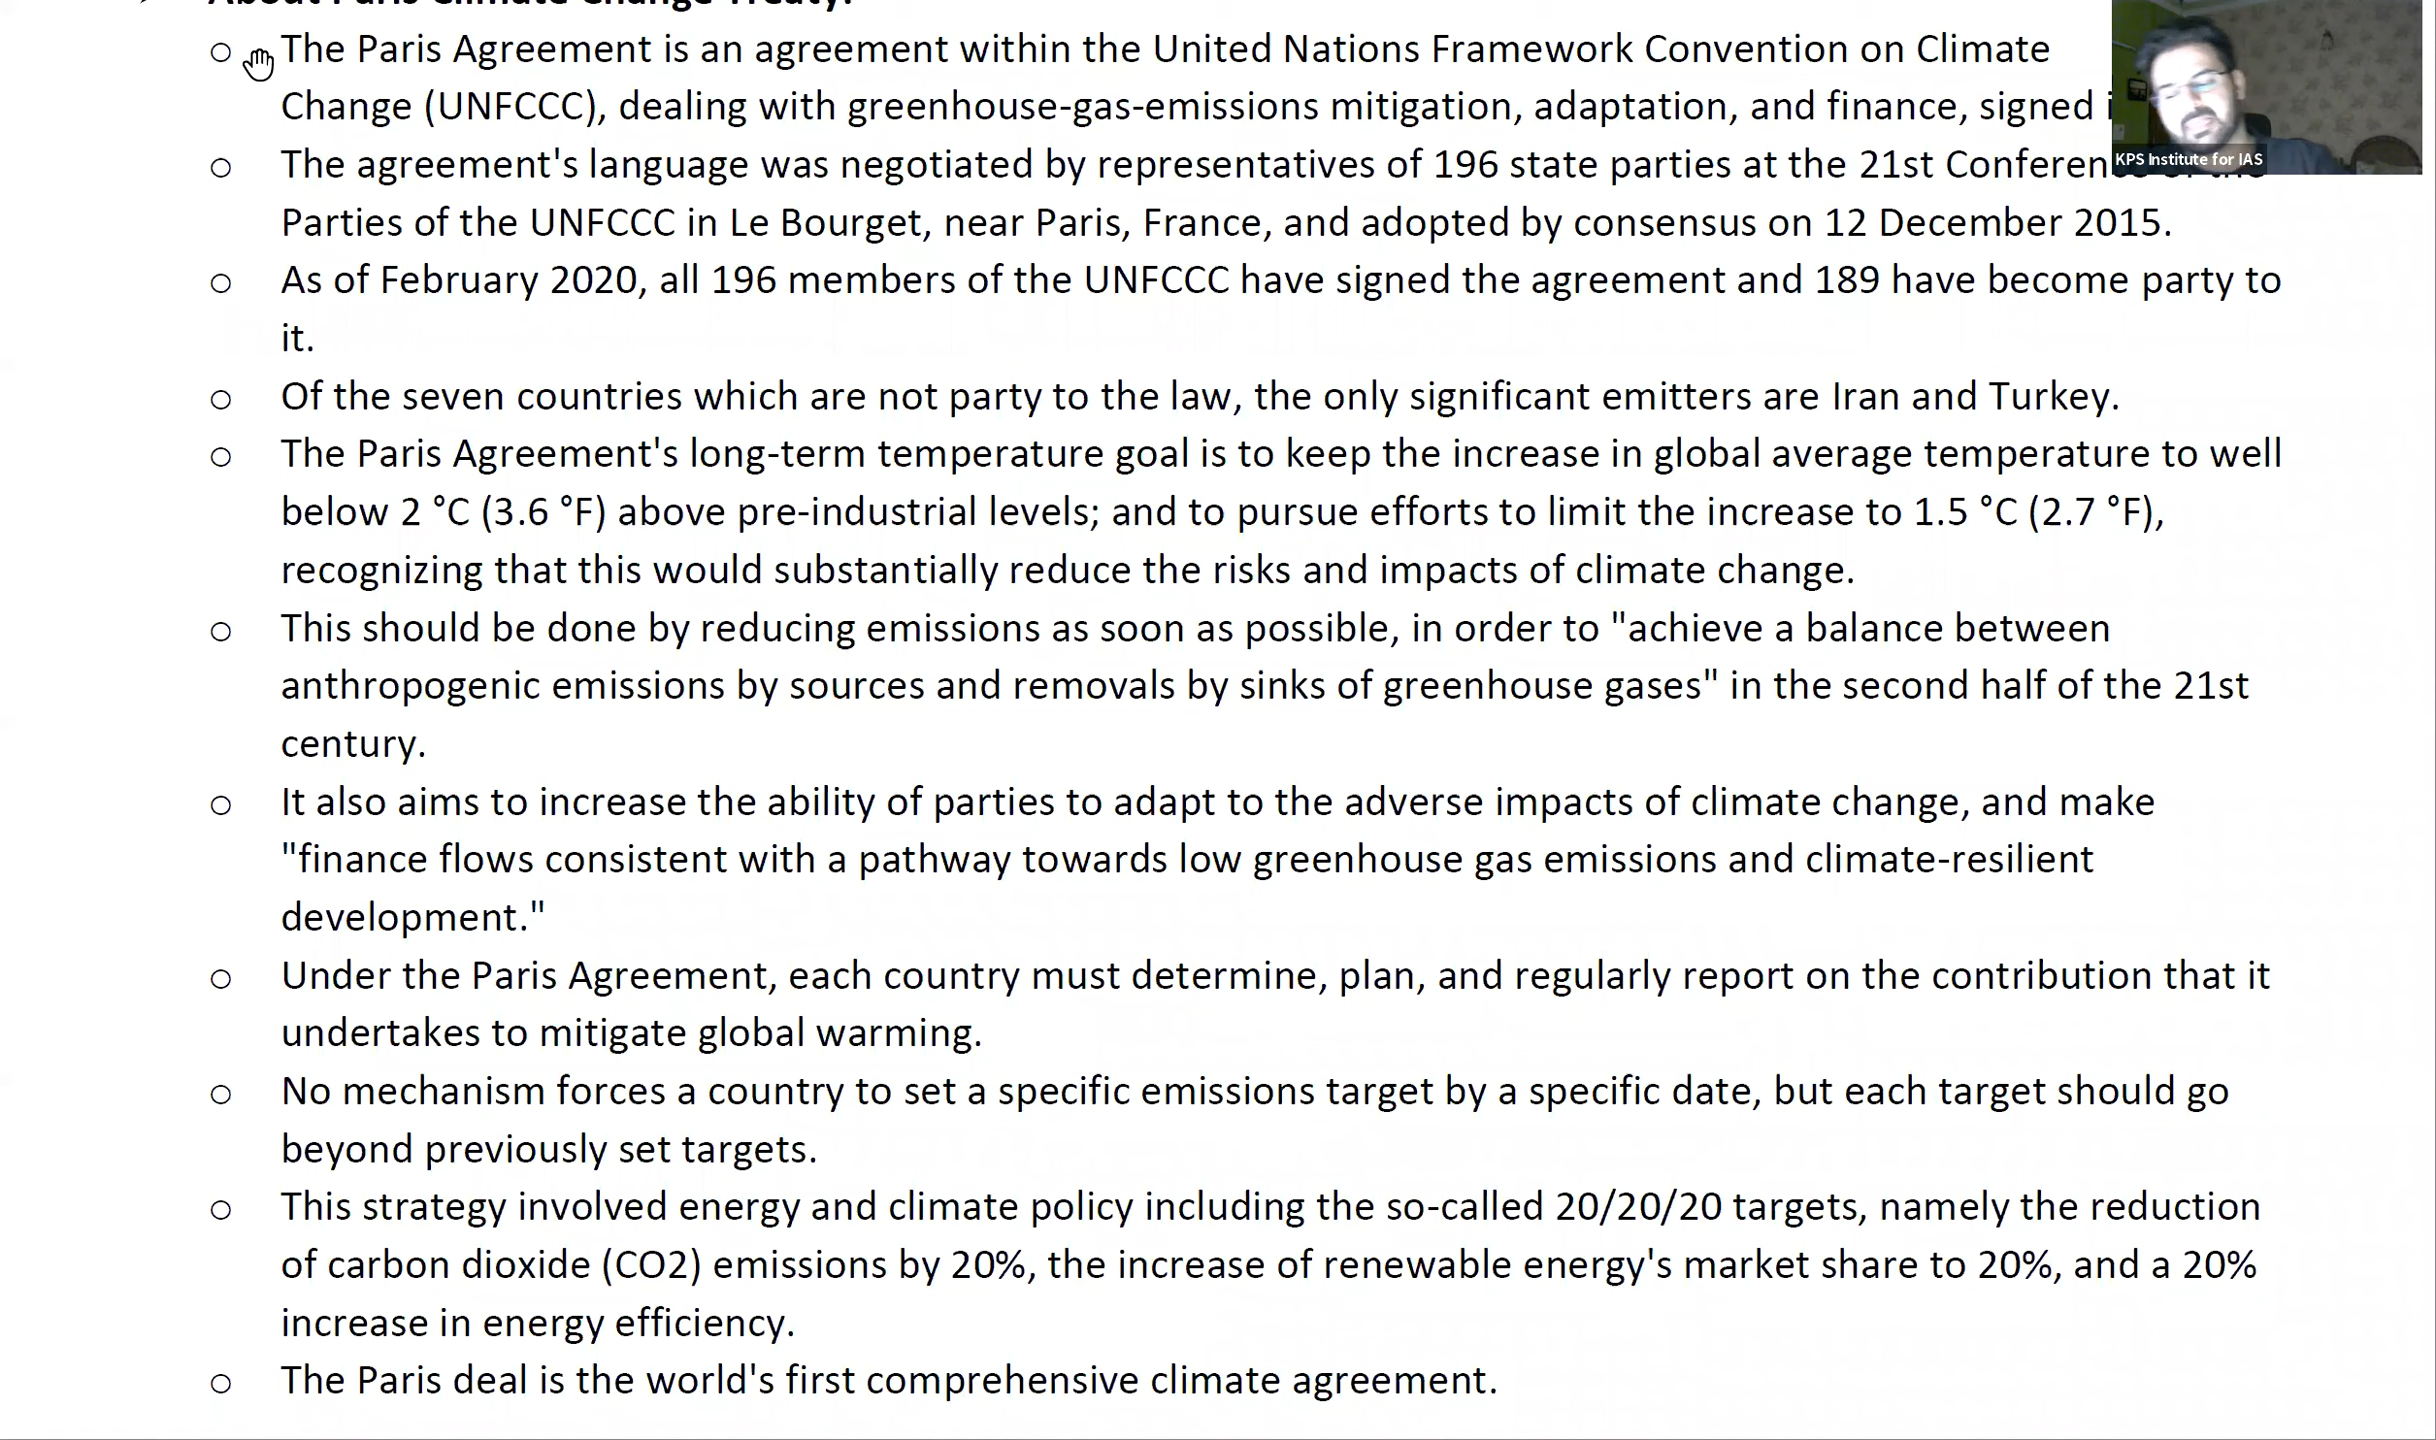 About Paris Climate Change Treaty:
The Paris Agreement is an agreement within the United Nations Framework Convention on Climate
Change (UNFCCC), dealing with greenhouse-gas-emissions mitigation, adaptation, and finance, signed
KPS Institute for IAS
o The agreement's language was negotiated by representatives of 196 state parties at the 21st
Parties of the UNFCCC in Le Bourget, near Paris, France, and adopted by consensus on 12 December 2015.
o As of February 2020, all 196 members of the UNFCCC have signed the agreement and 189 have become party to
it.
o Of the seven countries which are not party to the law, the only significant emitters are Iran and Turkey.
o The Paris Agreement's long-term temperature goal is to keep the increase in global average temperature to well
below 2 °C (3.6 °F) above pre-industrial levels; and to pursue efforts to limit the increase to 1.5 °C (2.7 °F),
recognizing that this would substantially reduce the risks and impacts of climate change.
o This should be done by reducing emissions as soon as possible, in order to "achieve a balance between
anthropogenic emissions by sources and removals by sinks of greenhouse gases" in the second half of the 21st
century.
o It also aims to increase the ability of parties to adapt to the adverse impacts of climate change, and make
"finance flows consistent with a pathway towards low greenhouse gas emissions and climate-resilient
development."
o Under the Paris Agreement, each country must determine, plan, and regularly report on the contribution that it
undertakes to mitigate global warming.
o No mechanism forces a country to set a specific emissions target by a specific date, but each target should go
beyond previously set targets.
o This strategy involved energy and climate policy including the so-called 20/20/20 targets, namely the reduction
of carbon dioxide (CO2) emissions by 20%, the increase of renewable energy's market share to 20%, and a 20%
increase in energy efficiency.
o The Paris deal is the world's first comprehensive climate agreement.